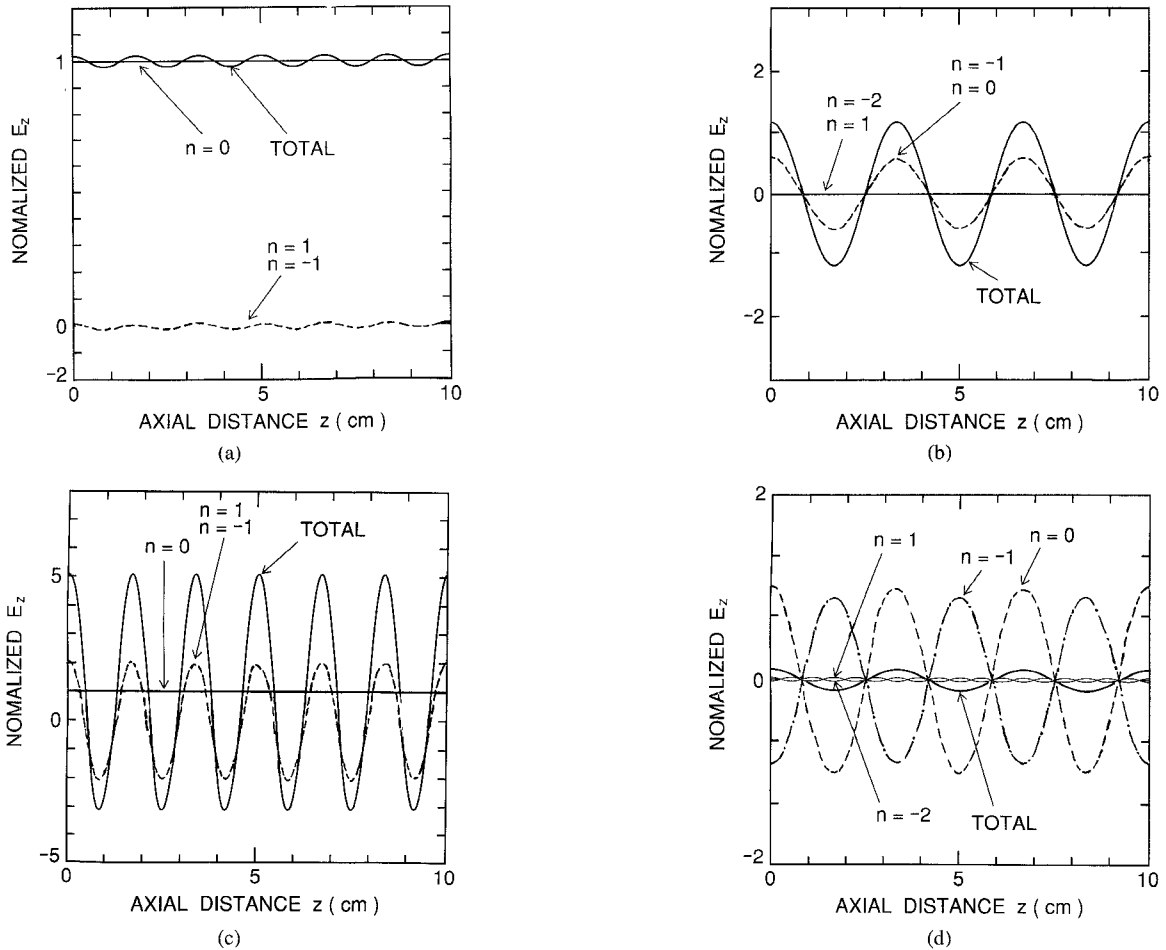 1
0
−2
NOMALIZED E_z
n = 0
TOTAL
n = 1
n = −1
0
5
10
AXIAL DISTANCE z ( cm )
(a)
2
0
−2
NOMALIZED E_z
n = −1
n = 0
n = −2
n = 1
TOTAL
0
5
10
AXIAL DISTANCE z ( cm )
(b)
5
0
−5
NOMALIZED E_z
n = 0
n = 1
n = −1
TOTAL
0
5
10
AXIAL DISTANCE z ( cm )
(c)
2
0
−2
NOMALIZED E_z
n = 1
n = −1
n = 0
n = −2
TOTAL
0
5
10
AXIAL DISTANCE z ( cm )
(d)